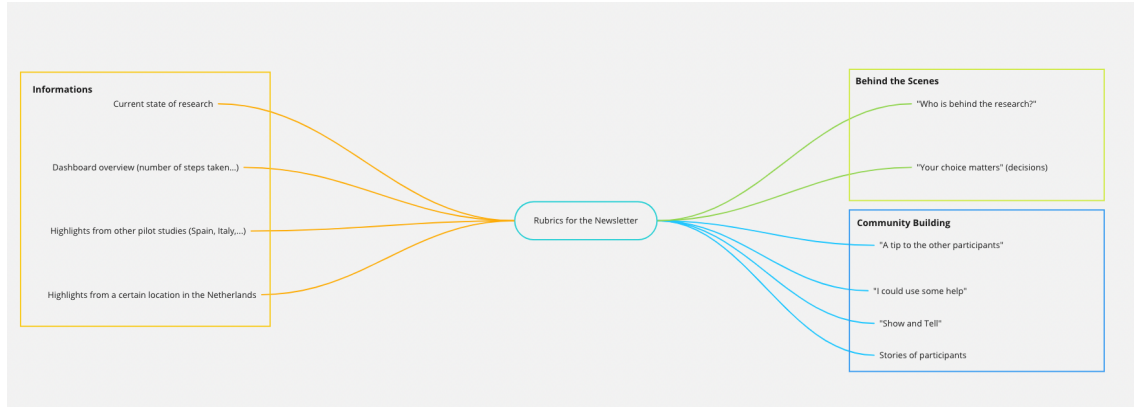 Informations
Current state of research
Dashboard overview (number of steps taken...)
Highlights from other pilot studies (Spain, Italy,...)
Highlights from a certain location in the Netherlands
Rubrics for the Newsletter
Behind the Scenes
"Who is behind the research?"
"Your choice matters" (decisions)
Community Building
"A tip to the other participants"
"I could use some help"
"Show and Tell"
Stories of participants